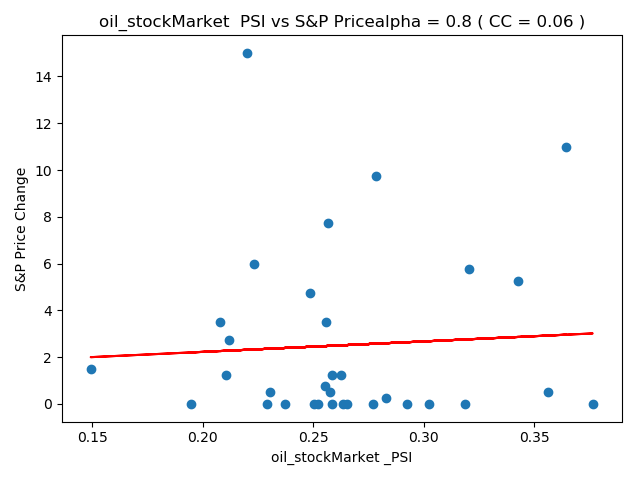 oil_stockMarket  PSI vs S&P Pricealpha = 0.8 ( CC = 0.06 )
S&P Price Change
14
12
10
8
6
4
2
0
0.15 0.20 0.25 0.30 0.35
oil_stockMarket _PSI